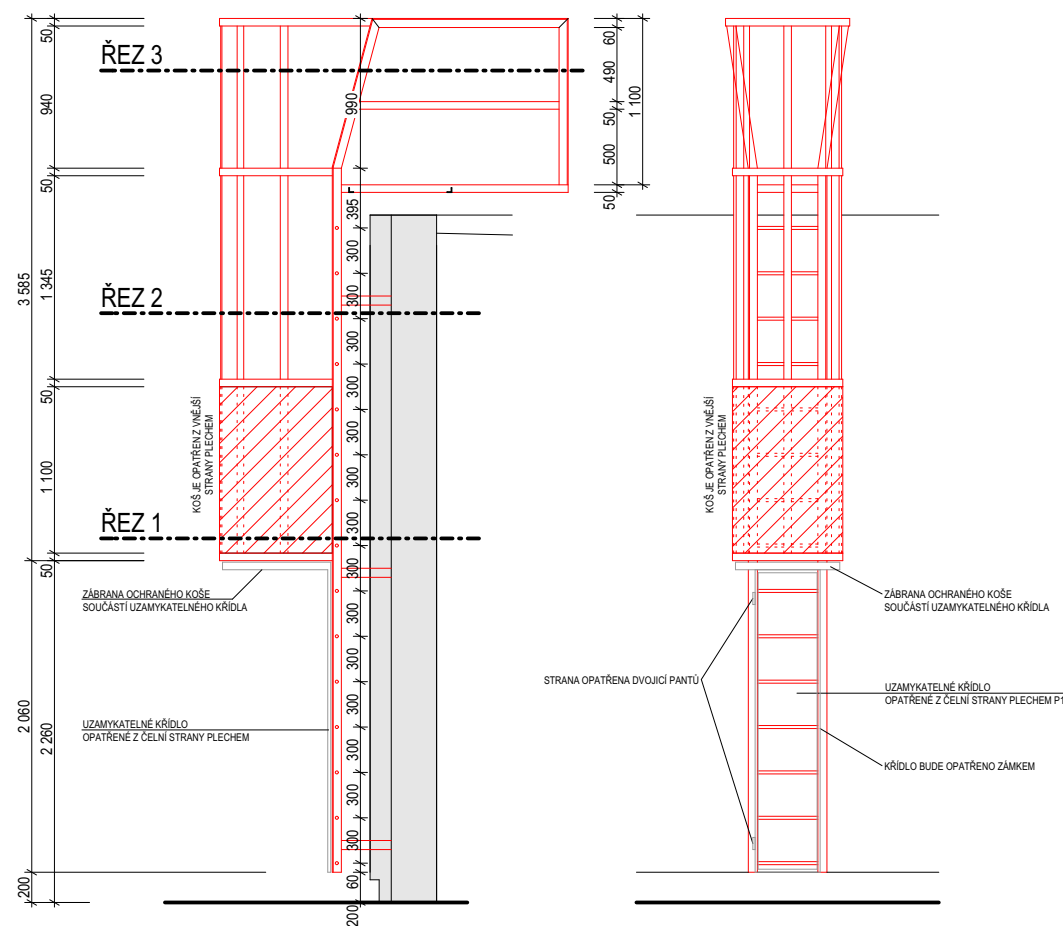 ŘEZ 3
ŘEZ 2
ŘEZ 1
3 585
2 060
200
50
940
50
1 345
50
1 100
50
2 260
KOŠ JE OPATŘEN Z VNĚJŠÍ
STRANY PLECHEM
ZÁBRANA OCHRANÉHO KOŠE
SOUČÁSTÍ UZAMYKATELNÉHO KŘÍDLA
UZAMYKATELNÉ KŘÍDLO
OPATŘENÉ Z ČELNÍ STRANY PLECHEM
990
395
300
300
300
300
300
300
300
300
300
300
300
300
300
300
60
200
60
490
50
500
50
1 100
KOŠ JE OPATŘEN Z VNĚJŠÍ
STRANY PLECHEM
ZÁBRANA OCHRANÉHO KOŠE
SOUČÁSTÍ UZAMYKATELNÉHO KŘÍDLA
STRANA OPATŘENA DVOJICÍ PANTŮ
UZAMYKATELNÉ KŘÍDLO
OPATŘENÉ Z ČELNÍ STRANY PLECHEM P1
KŘÍDLO BUDE OPATŘENO ZÁMKEM